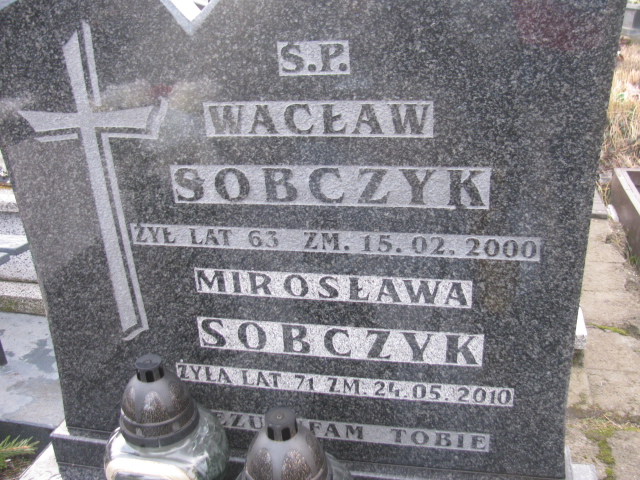 Ś.P.
WACŁAW
SOBCZYK
ŻYŁ LAT 63 ZM. 15.02.2000
MIROSŁAWA
SOBCZYK
ŻYŁA LAT 71 ZM. 24.05.2010
TOBIE